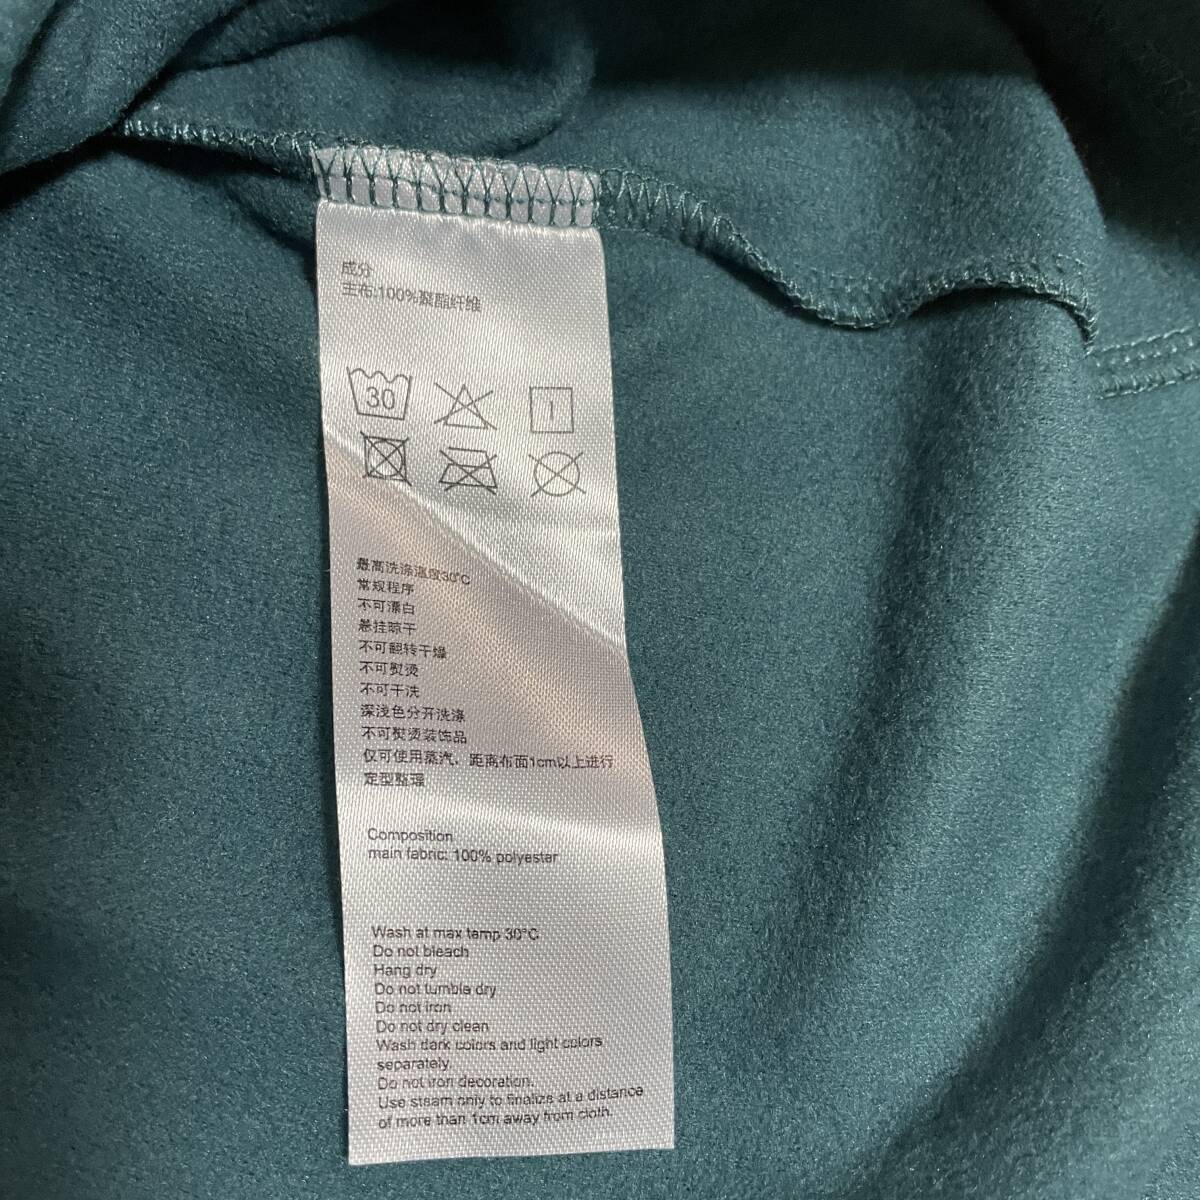 成分
主布:100%聚酯纤维
30
最高洗涤温度30°C
常规程序
不可漂白
悬挂晾干
不可翻转干燥
不可熨烫
不可干洗
深浅色分开洗涤
不可熨烫装饰品
仅可使用蒸汽、距离布面1cm以上进行
定型整理
Composition
main fabric: 100% polyester
Wash at max temp 30°C
Do not bleach
Hang dry
Do not tumble dry
Do not iron
Do not dry clean
Wash dark colors and light colors
separately.
Do not iron decoration.
Use steam only to finalize at a distance
of more than 1cm away from cloth.